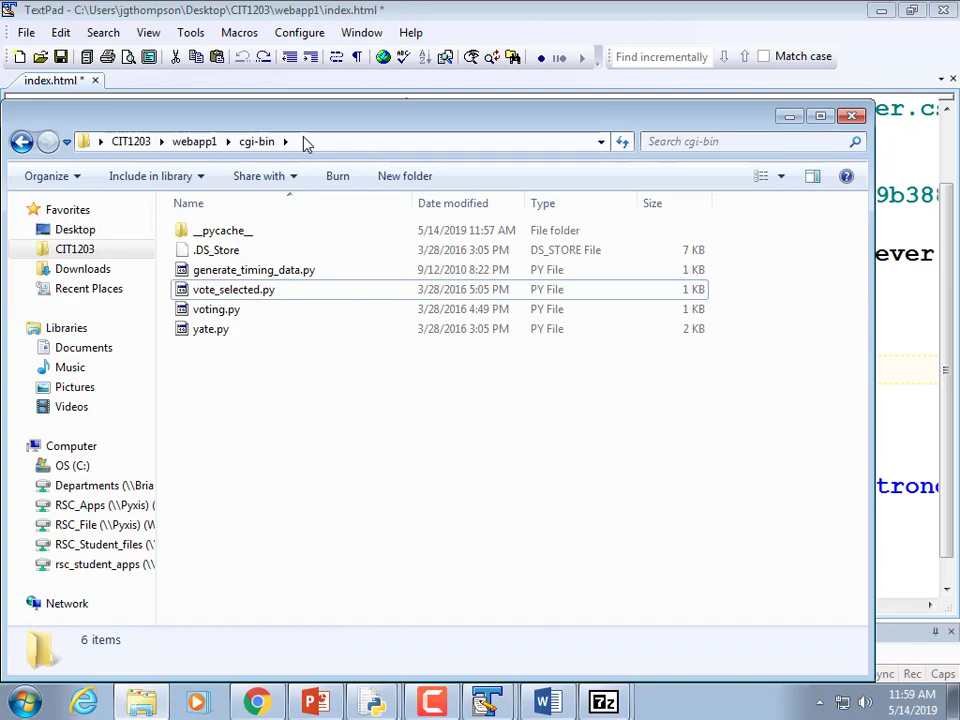 TextPad - C:\Users\jgthompson\Desktop\CIT1203\webapp1\index.html *
File Edit Search View Tools Macros Configure Window Help
Find incrementally Match case
index.html *
er.cs
CIT1203 webapp1 cgi-bin Search cgi-bin
Organize Include in library Share with Burn New folder
Name Date modified Type Size
Favorites
Desktop
CIT1203
Downloads
Recent Places
Libraries
Documents
Music
Pictures
Videos
Computer
OS (C:)
Departments (\\Bria
RSC_Apps (\\Pyxis) (
RSC_File (\\Pyxis) (W
RSC_Student_files (\
rsc_student_apps (\\
Network
__pycache__ 5/14/2019 11:57 AM File folder
.DS_Store 3/28/2016 3:05 PM DS_STORE File 7 KB
generate_timing_data.py 9/12/2010 8:22 PM PY File 1 KB
vote_selected.py 3/28/2016 5:05 PM PY File 1 KB
voting.py 3/28/2016 4:49 PM PY File 1 KB
yate.py 3/28/2016 3:05 PM PY File 2 KB
9b388
ever
trong
6 items
ync Rec Caps
7z
11:59 AM
5/14/2019